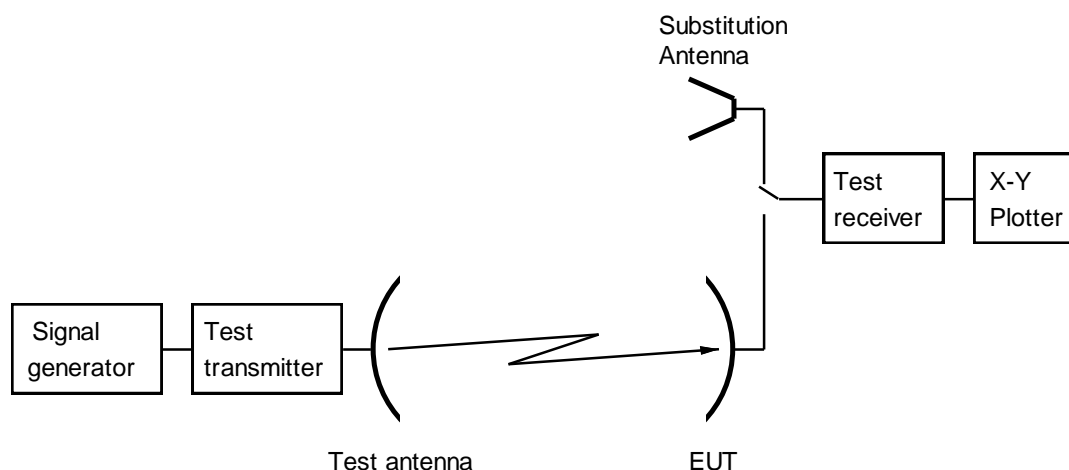 Substitution
Antenna
Test
receiver
X-Y
Plotter
Signal
generator
Test
transmitter
Test antenna
EUT